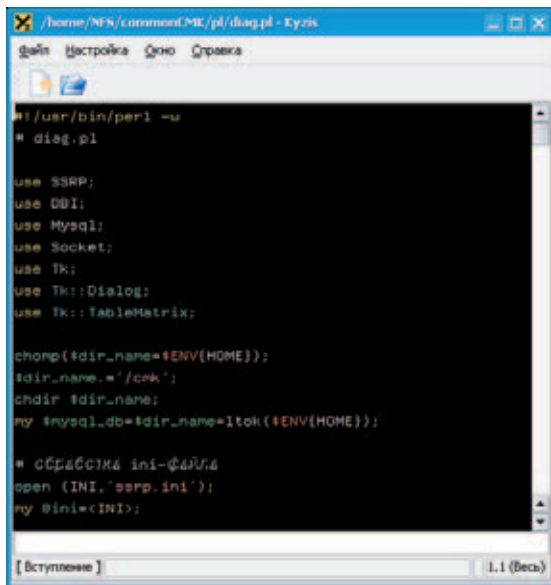 /home/NFS/commonCMK/pl/diag.pl - Kyzis
Файл Настройка Окно Справка
#!/usr/bin/perl -w
# diag.pl
use SSRP;
use DBI;
use Mysql;
use Socket;
use Tk;
use Tk::Dialog;
use Tk::TableMatrix;
chomp($dir_name=$ENV{HOME});
$dir_name.='/cmk';
chdir $dir_name;
my $mysql_db=$dir_name=ltok($ENV{HOME});
# обработка ini-файла
open (INI,'ssrp.ini');
my @ini=<INI>;
[ Вступление ] 1.1 (Весь)